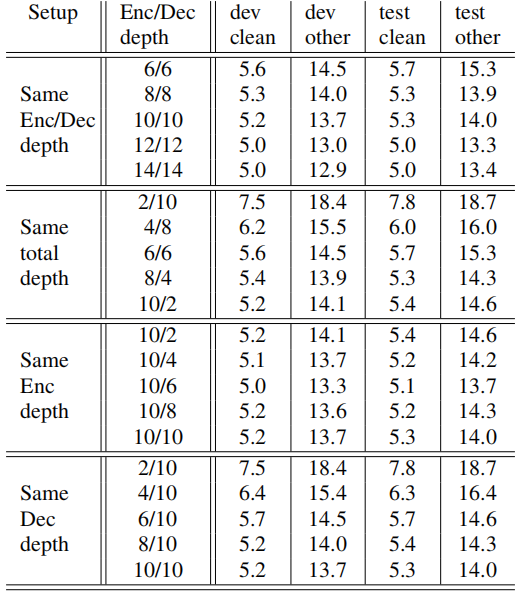 Setup Enc/Dec dev dev test test
depth clean other clean other
6/6 5.6 14.5 5.7 15.3
Same 8/8 5.3 14.0 5.3 13.9
Enc/Dec 10/10 5.2 13.7 5.3 14.0
depth 12/12 5.0 13.0 5.0 13.3
14/14 5.0 12.9 5.0 13.4
2/10 7.5 18.4 7.8 18.7
Same 4/8 6.2 15.5 6.0 16.0
total 6/6 5.6 14.5 5.7 15.3
depth 8/4 5.4 13.9 5.3 14.3
10/2 5.2 14.1 5.4 14.6
10/2 5.2 14.1 5.4 14.6
Same 10/4 5.1 13.7 5.2 14.2
Enc 10/6 5.0 13.3 5.1 13.7
depth 10/8 5.2 13.6 5.2 14.3
10/10 5.2 13.7 5.3 14.0
2/10 7.5 18.4 7.8 18.7
Same 4/10 6.4 15.4 6.3 16.4
Dec 6/10 5.7 14.5 5.7 14.6
depth 8/10 5.2 14.0 5.4 14.3
10/10 5.2 13.7 5.3 14.0